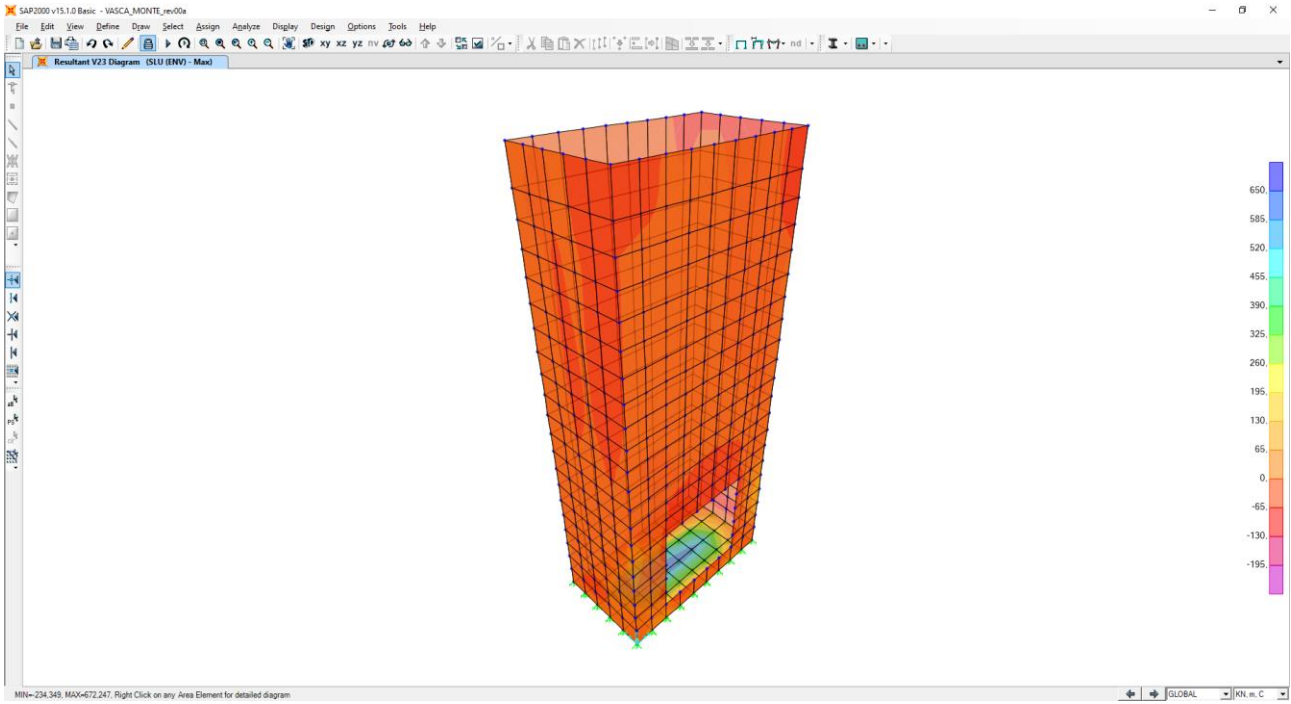 SAP2000 v15.1.0 Basic - VASCA_MONTE_rev00a
File Edit View Define Draw Select Assign Analyze Display Design Options Tools Help
xy xz yz nv nd
Resultant V23 Diagram (SLU (ENV) - Max)
650,
585,
520,
455,
390,
325,
260,
195,
130,
65,
0,
-65,
-130,
-195,
MIN=-234,349, MAX=672,247, Right Click on any Area Element for detailed diagram
GLOBAL
KN, m, C